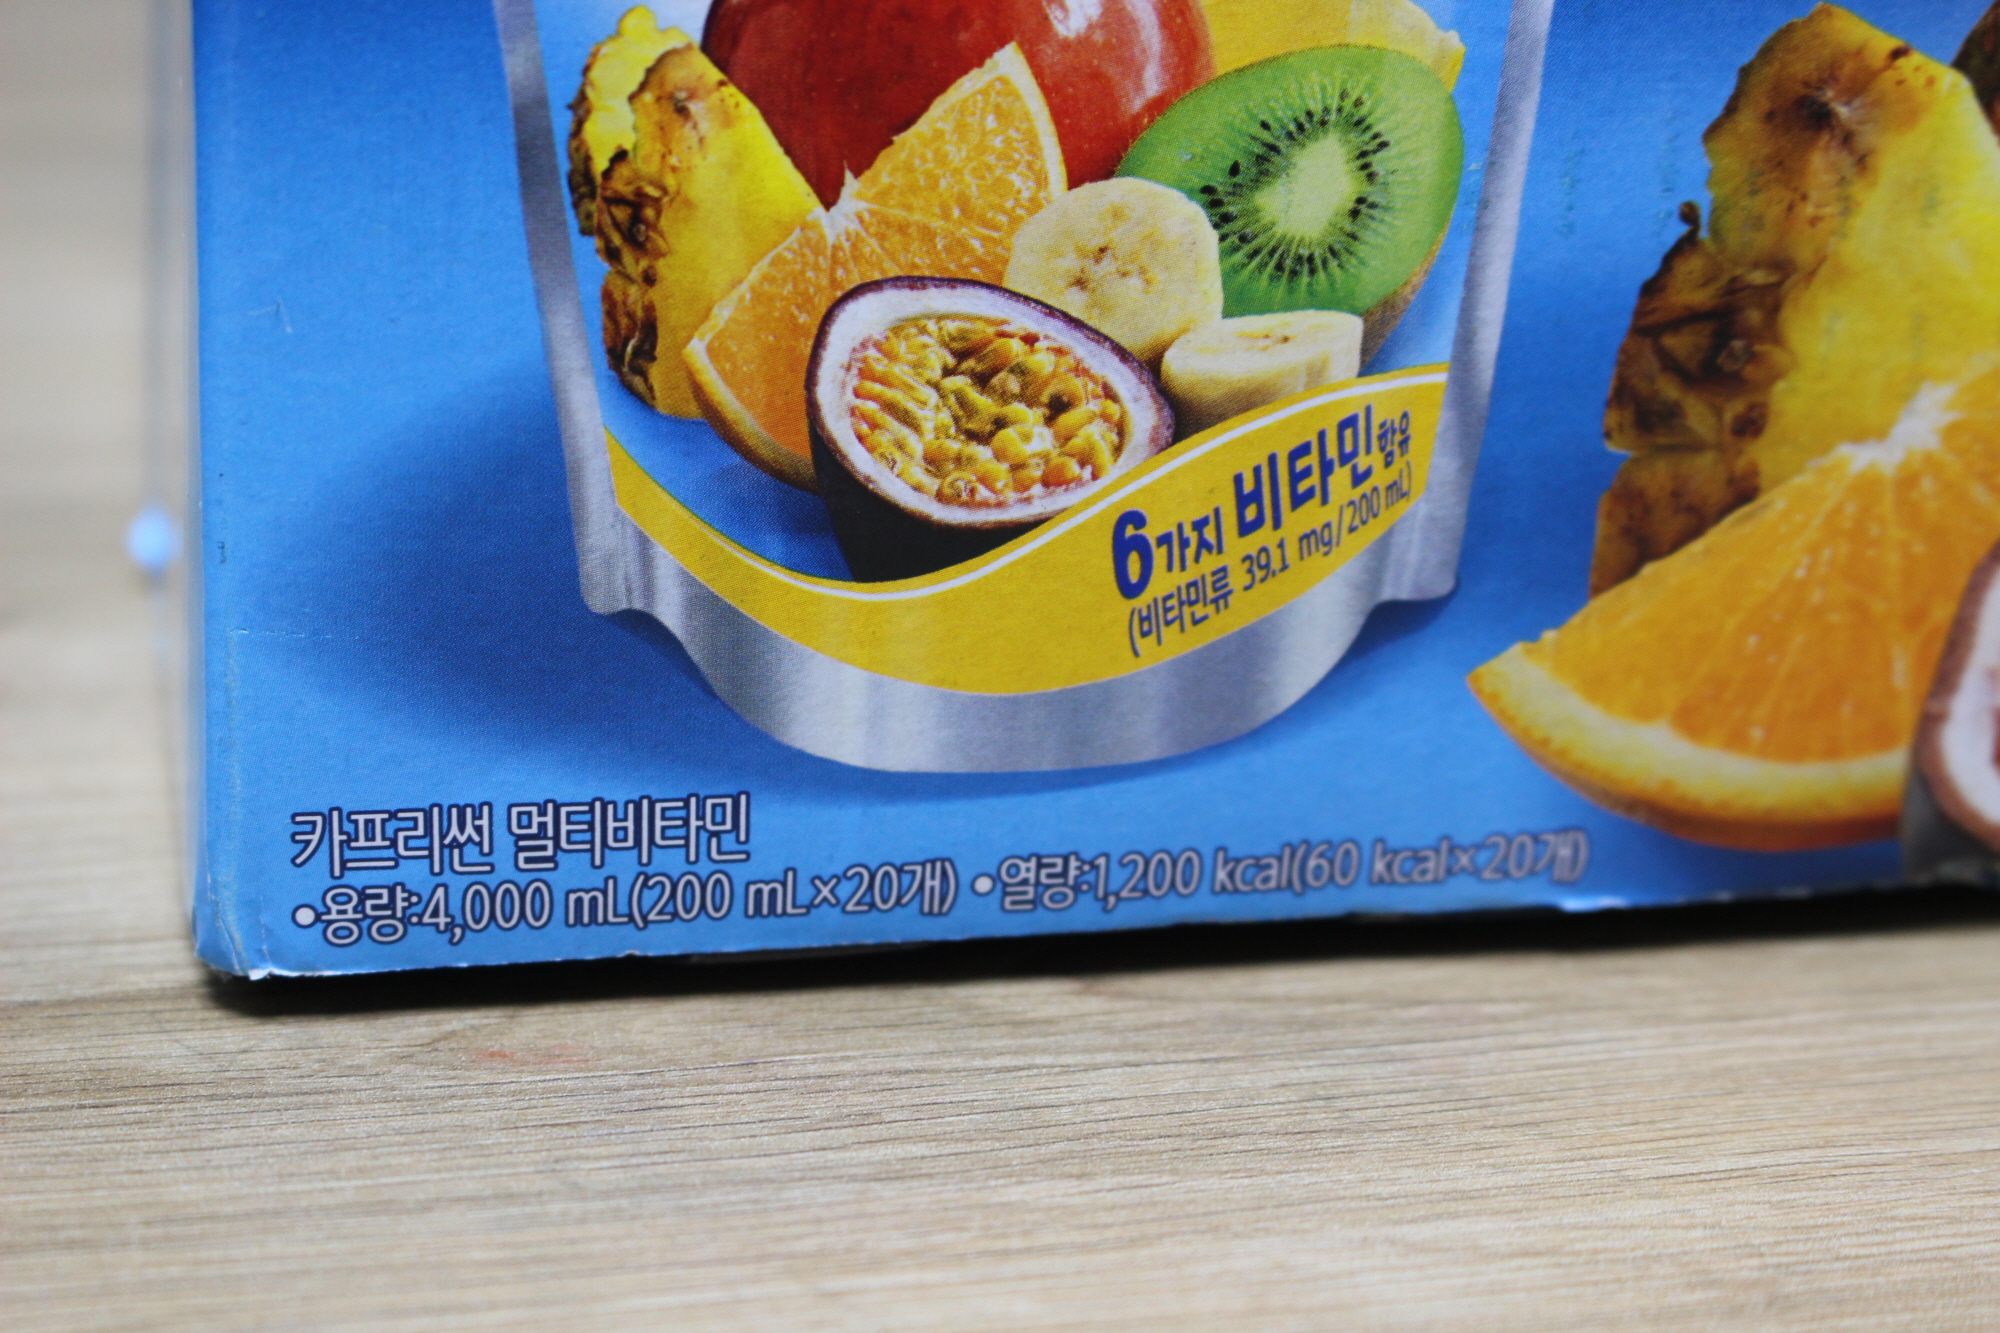 6가지 비타민 함유
(비타민류 39.1 mg/200 mL)
카프리썬 멀티비타민
•용량:4,000 mL(200 mL×20개) •열량:1,200 kcal(60 kcal×20개)